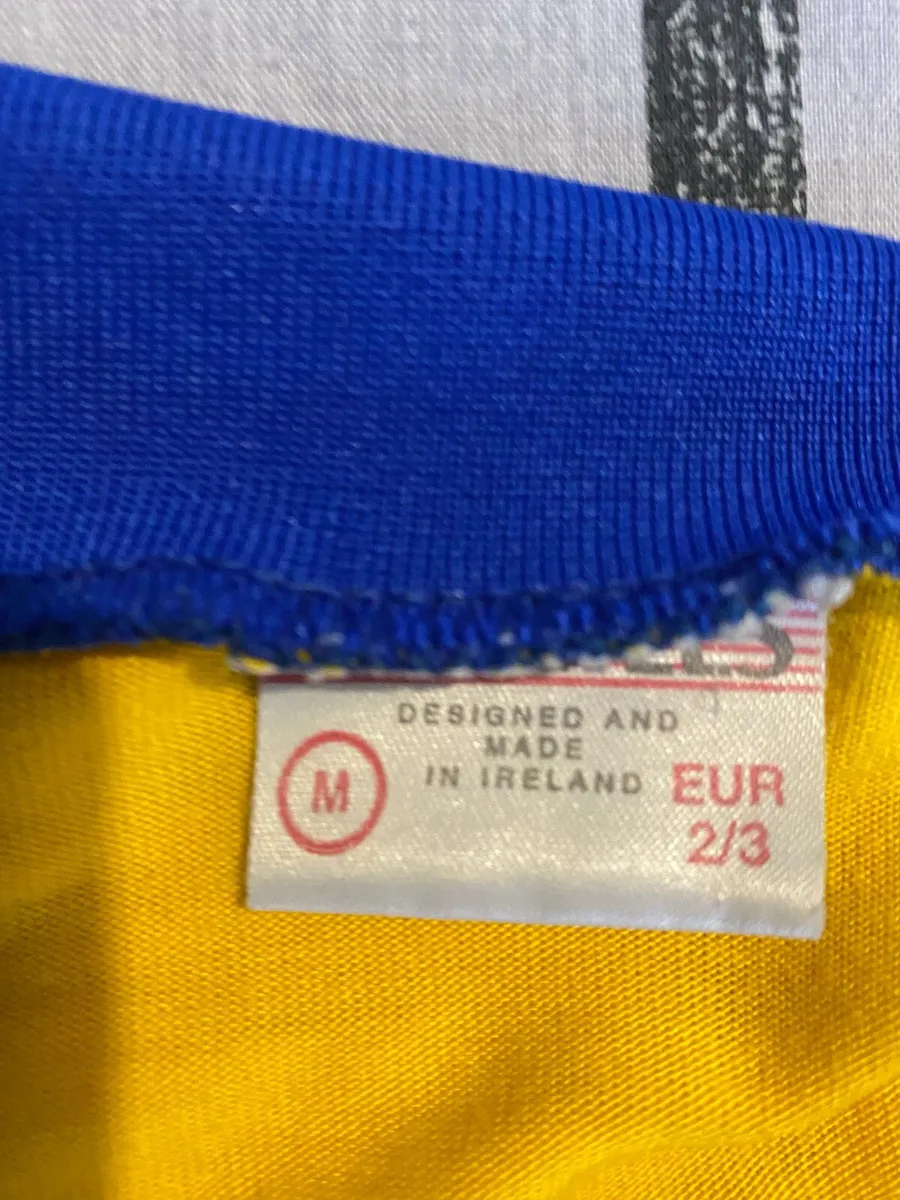 DESIGNED AND
MADE
IN IRELAND
M
EUR
2/3